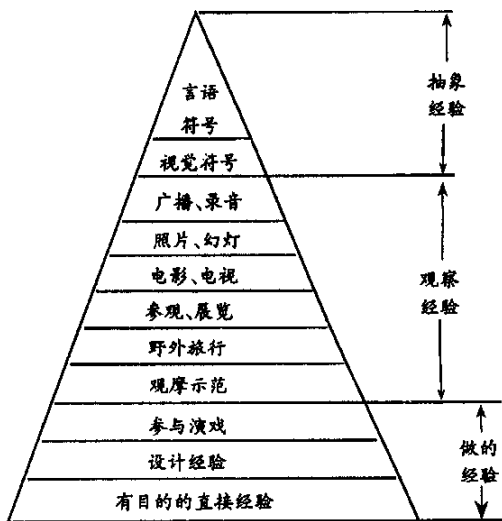 言语
符号
视觉符号
广播、录音
照片、幻灯
电影、电视
参观、展览
野外旅行
观摩示范
参与演戏
设计经验
有目的的直接经验
抽象
经验
观察
经验
做的
经验